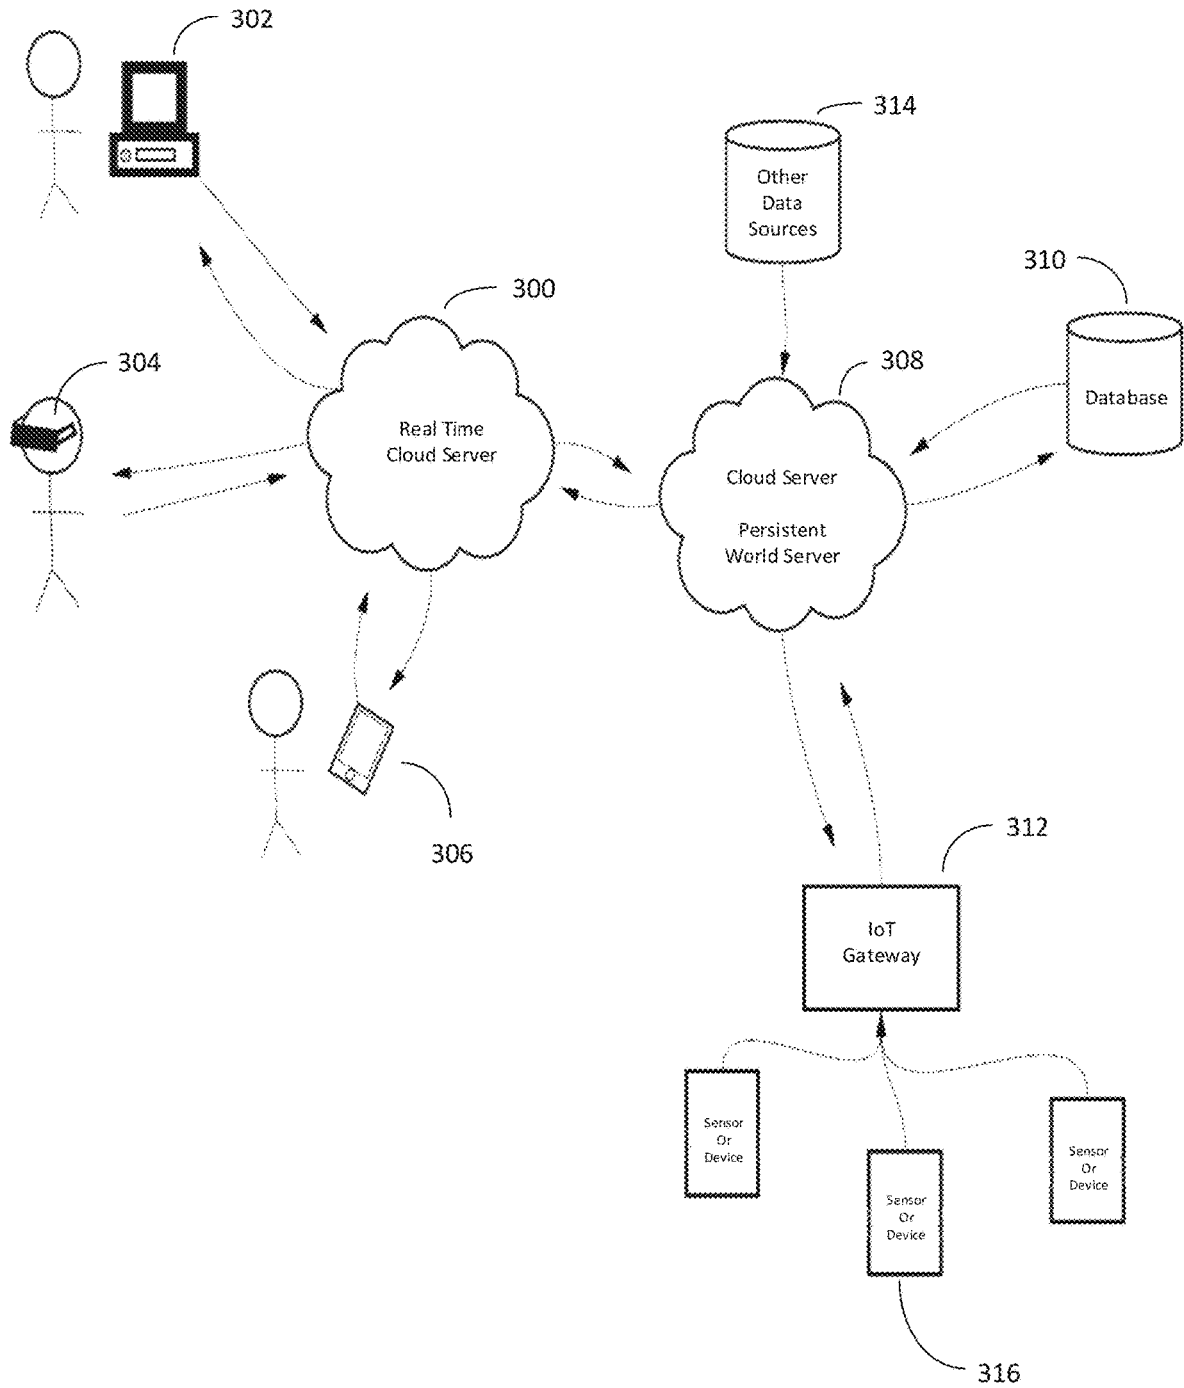 302
314
Other
Data
Sources
310
300
304
308
Database
Real Time
Cloud Server
Cloud Server
Persistent
World Server
306
312
IoT
Gateway
Sensor
Or
Device
Sensor
Or
Device
Sensor
Or
Device
316